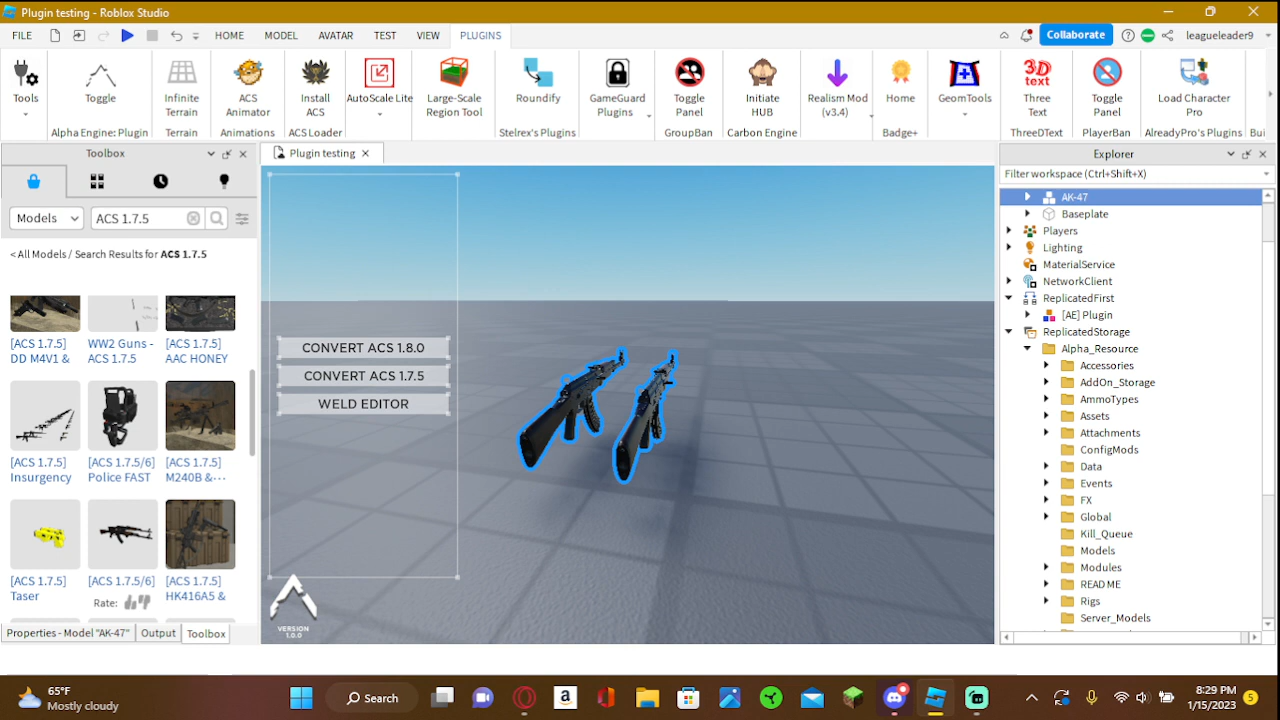 Plugin testing - Roblox Studio
FILE
HOME
MODEL
AVATAR
TEST
VIEW
PLUGINS
Collaborate
leagueleader9
Tools
Toggle
Infinite
Terrain
ACS
Animator
Install
ACS
AutoScale Lite
Large-Scale
Region Tool
Roundify
GameGuard
Plugins
Toggle
Panel
Initiate
HUB
Realism Mod
(v3.4)
Home
GeomTools
3D
text
Three
Text
Toggle
Panel
Load Character
Pro
Alpha Engine: Plugin
Terrain
Animations
ACS Loader
Stelrex's Plugins
GroupBan
Carbon Engine
Badge+
ThreeDText
PlayerBan
AlreadyPro's Plugins
Bui
Toolbox
Plugin testing
Explorer
Filter workspace (Ctrl+Shift+X)
Models
ACS 1.7.5
< All Models / Search Results for ACS 1.7.5
[ACS 1.7.5]
DD M4V1 &
WW2 Guns -
ACS 1.7.5
[ACS 1.7.5]
AAC HONEY
[ACS 1.7.5]
Insurgency
[ACS 1.7.5/6]
Police FAST
[ACS 1.7.5]
M240B &···
[ACS 1.7.5]
Taser
[ACS 1.7.5/6]
Rate:
[ACS 1.7.5]
HK416A5 &
Properties - Model "AK-47"
Output
Toolbox
CONVERT ACS 1.8.0
CONVERT ACS 1.7.5
WELD EDITOR
VERSION
1.0.0
AK-47
Baseplate
Players
Lighting
MaterialService
NetworkClient
ReplicatedFirst
[AE] Plugin
ReplicatedStorage
Alpha_Resource
Accessories
AddOn_Storage
AmmoTypes
Assets
Attachments
ConfigMods
Data
Events
FX
Global
Kill_Queue
Models
Modules
READ ME
Rigs
Server_Models
65°F
Mostly cloudy
Search
8:29 PM
1/15/2023
5